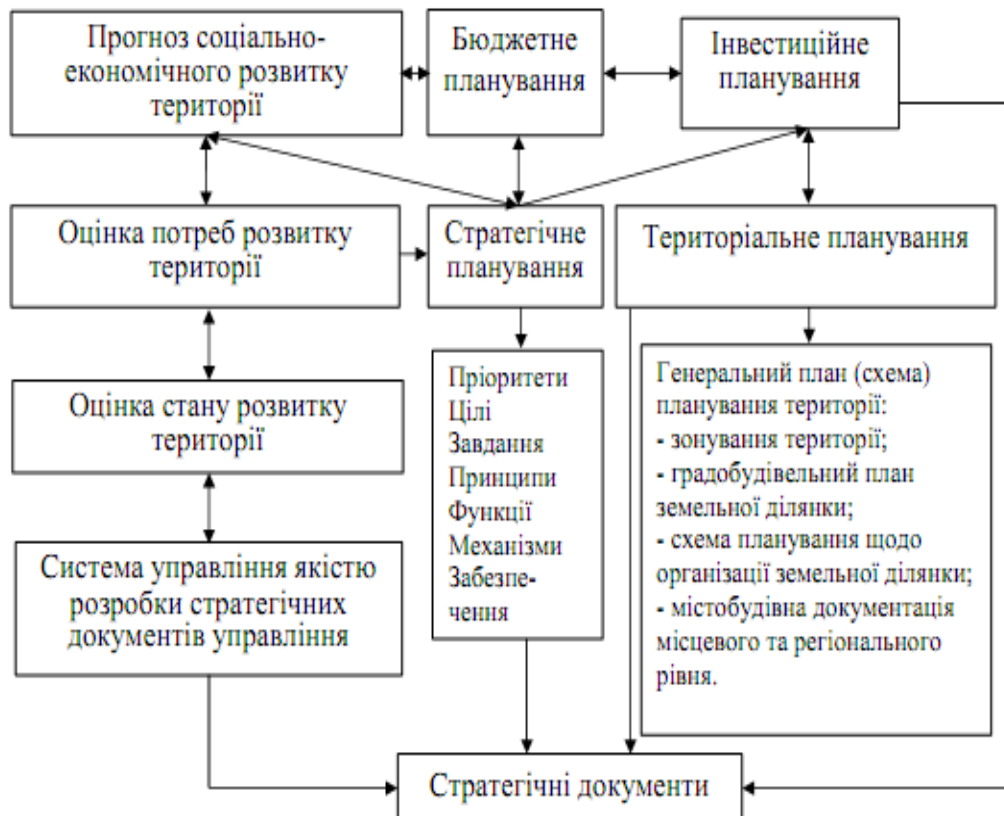 Прогноз соціально-
економічного розвитку
території
Бюджетне
планування
Інвестиційне
планування
Оцінка потреб розвитку
території
Стратегічне
планування
Територіальне планування
Оцінка стану розвитку
території
Пріоритети
Цілі
Завдання
Принципи
Функції
Механізми
Забезпе-
чення
Генеральний план (схема)
планування території:
- зонування території;
- градобудівельний план
земельної ділянки;
- схема планування щодо
організації земельної ділянки;
- містобудівна документація
місцевого та регіонального
рівня.
Система управління якістю
розробки стратегічних
документів управління
Стратегічні документи